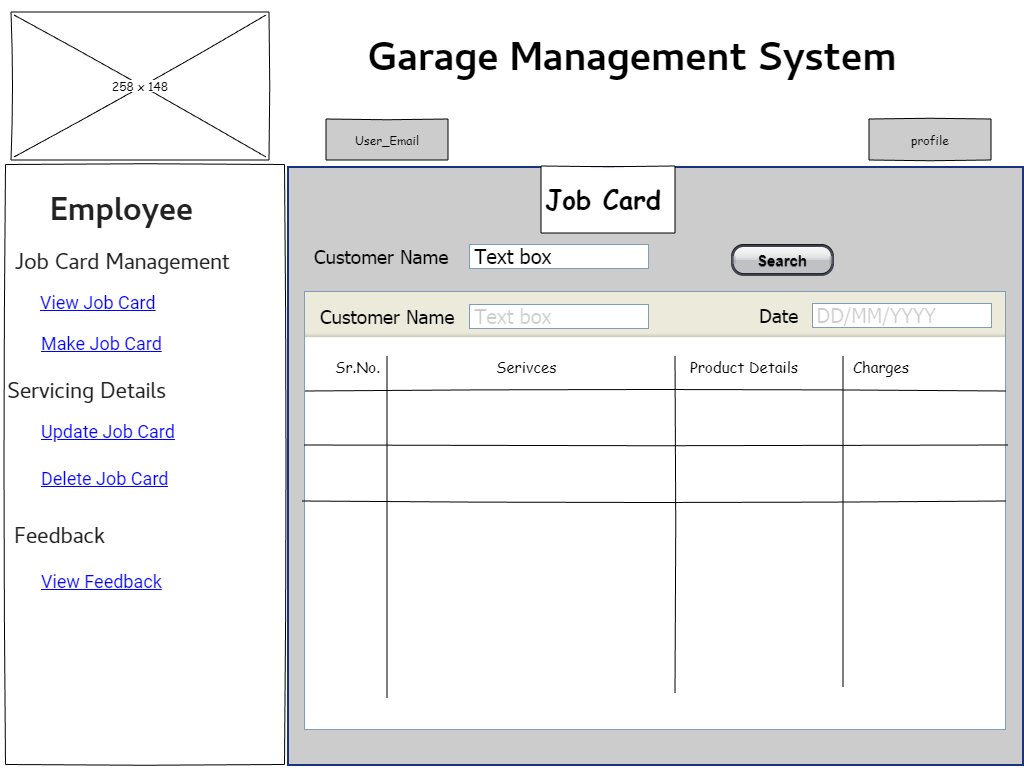 Garage Management System
258 x 148
User_Email
profile
Employee
Job Card Management
View Job Card
Make Job Card
Servicing Details
Update Job Card
Delete Job Card
Feedback
View Feedback
Job Card
Customer Name Text box Search
Customer Name Text box Date DD/MM/YYYY
Sr.No. Serivces Product Details Charges